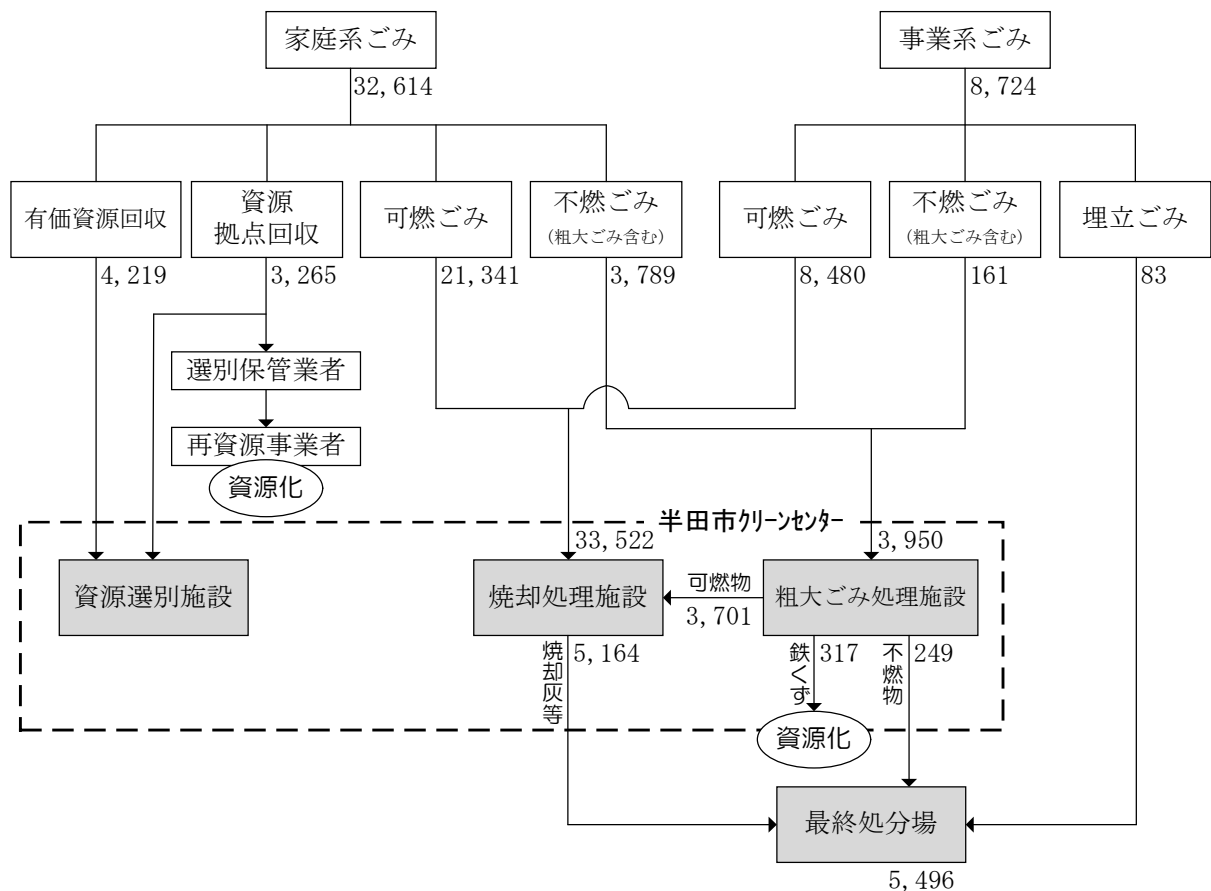 家庭系ごみ
32,614
事業系ごみ
8,724
有価資源回収
4,219
資源
拠点回収
3,265
可燃ごみ
21,341
不燃ごみ
(粗大ごみ含む)
3,789
可燃ごみ
8,480
不燃ごみ
(粗大ごみ含む)
161
埋立ごみ
83
選別保管業者
再資源事業者
資源化
半田市クリーンセンター
33,522
3,950
資源選別施設
焼却処理施設
可燃物
3,701
粗大ごみ処理施設
焼却灰等
5,164
鉄くず
317
不燃物
249
資源化
最終処分場
5,496